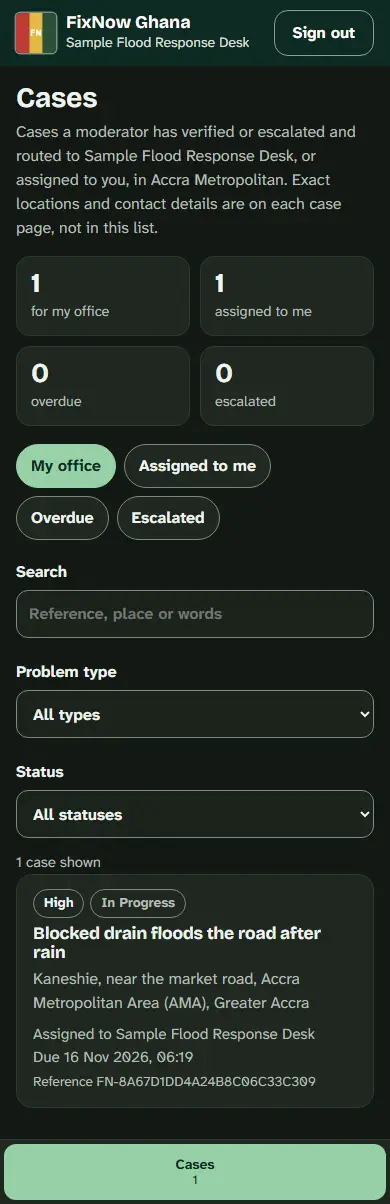 FN
FixNow Ghana
Sample Flood Response Desk
Sign out
Cases
Cases a moderator has verified or escalated and
routed to Sample Flood Response Desk, or
assigned to you, in Accra Metropolitan. Exact
locations and contact details are on each case
page, not in this list.
1
for my office
1
assigned to me
0
overdue
0
escalated
My office
Assigned to me
Overdue
Escalated
Search
Reference, place or words
Problem type
All types
Status
All statuses
1 case shown
High
In Progress
Blocked drain floods the road after
rain
Kaneshie, near the market road, Accra
Metropolitan Area (AMA), Greater Accra
Assigned to Sample Flood Response Desk
Due 16 Nov 2026, 06:19
Reference FN-8A67D1DD4A24B8C06C33C309
Cases
1